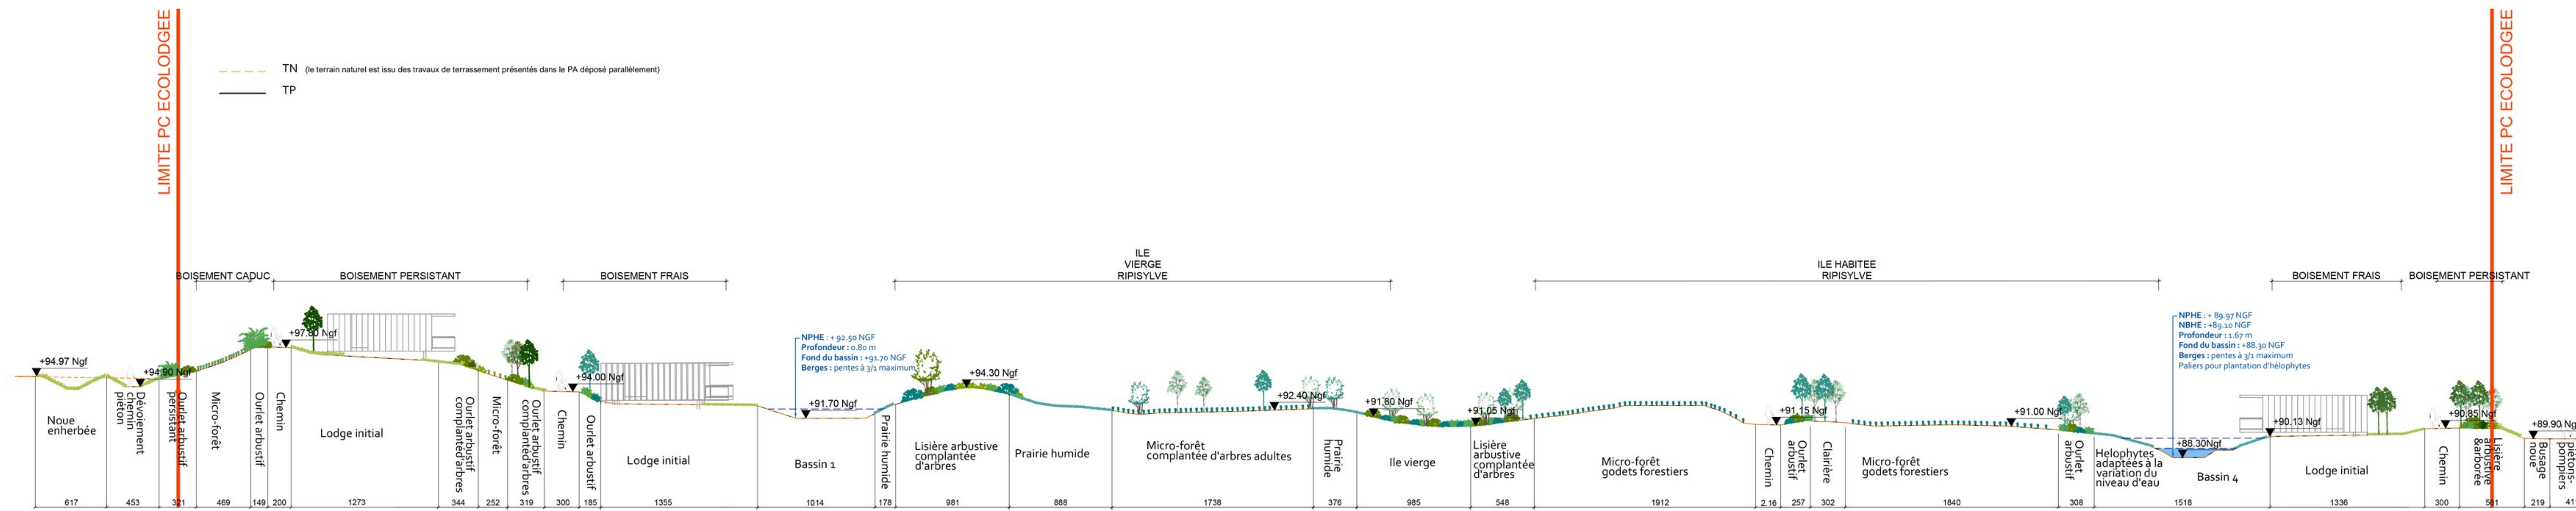 LIMITE PC ECOLODGEE
TN (le terrain naturel est issu des travaux de terrassement présentés dans le PA déposé parallèlement)
TP
LIMITE PC ECOLODGEE
BOISEMENT CADUC
BOISEMENT PERSISTANT
BOISEMENT FRAIS
ILE
VIERGE
RIPISYLVE
ILE HABITEE
RIPISYLVE
BOISEMENT FRAIS
BOISEMENT PERSISTANT
+94.97 Ngf
+94.90 Ngf
+97.80 Ngf
+94.00 Ngf
NPHE : + 92.50 NGF
Profondeur : 0.80 m
Fond du bassin : +91.70 NGF
Berges : pentes à 3/1 maximum
+91.70 Ngf
+94.30 Ngf
+92.40 Ngf
+91.80 Ngf
+91.05 Ngf
+91.15 Ngf
+91.00 Ngf
NPHE : + 89.97 NGF
NBHE : +89.10 NGF
Profondeur : 1.67 m
Fond du bassin : +88.30 NGF
Berges : pentes à 3/1 maximum
Paliers pour plantation d'hélophytes
+88.30Ngf
+90.13 Ngf
+90.85 Ngf
+89.90 Ng
Noue
enherbée
Dévoiement
chemin
piéton
Ourlet arbustif
persistant
Micro-forêt
Ourlet arbustif
Chemin
Lodge initial
Ourlet arbustif
complanté d'arbres
Micro-forêt
Ourlet arbustif
complanté d'arbres
Chemin
Ourlet arbustif
Lodge initial
Bassin 1
Prairie humide
Lisière arbustive
complantée
d'arbres
Prairie humide
Micro-forêt
complantée d'arbres adultes
Prairie
humide
Ile vierge
Lisière
arbustive
complantée
d'arbres
Micro-forêt
godets forestiers
Chemin
Ourlet
arbustif
Clairière
Micro-forêt
godets forestiers
Ourlet
arbustif
Helophytes
adaptées à la
variation du
niveau d'eau
Bassin 4
Lodge initial
Chemin
Lisière
arbustive
&arborée
Busage
noue
piétons-
pompiers
617 453 321 469 149 200 1273 344 252 319 300 185 1355 1014 178 981 888 1738 376 985 548 1912 2.16 257 302 1840 308 1518 1336 300 561 219 41